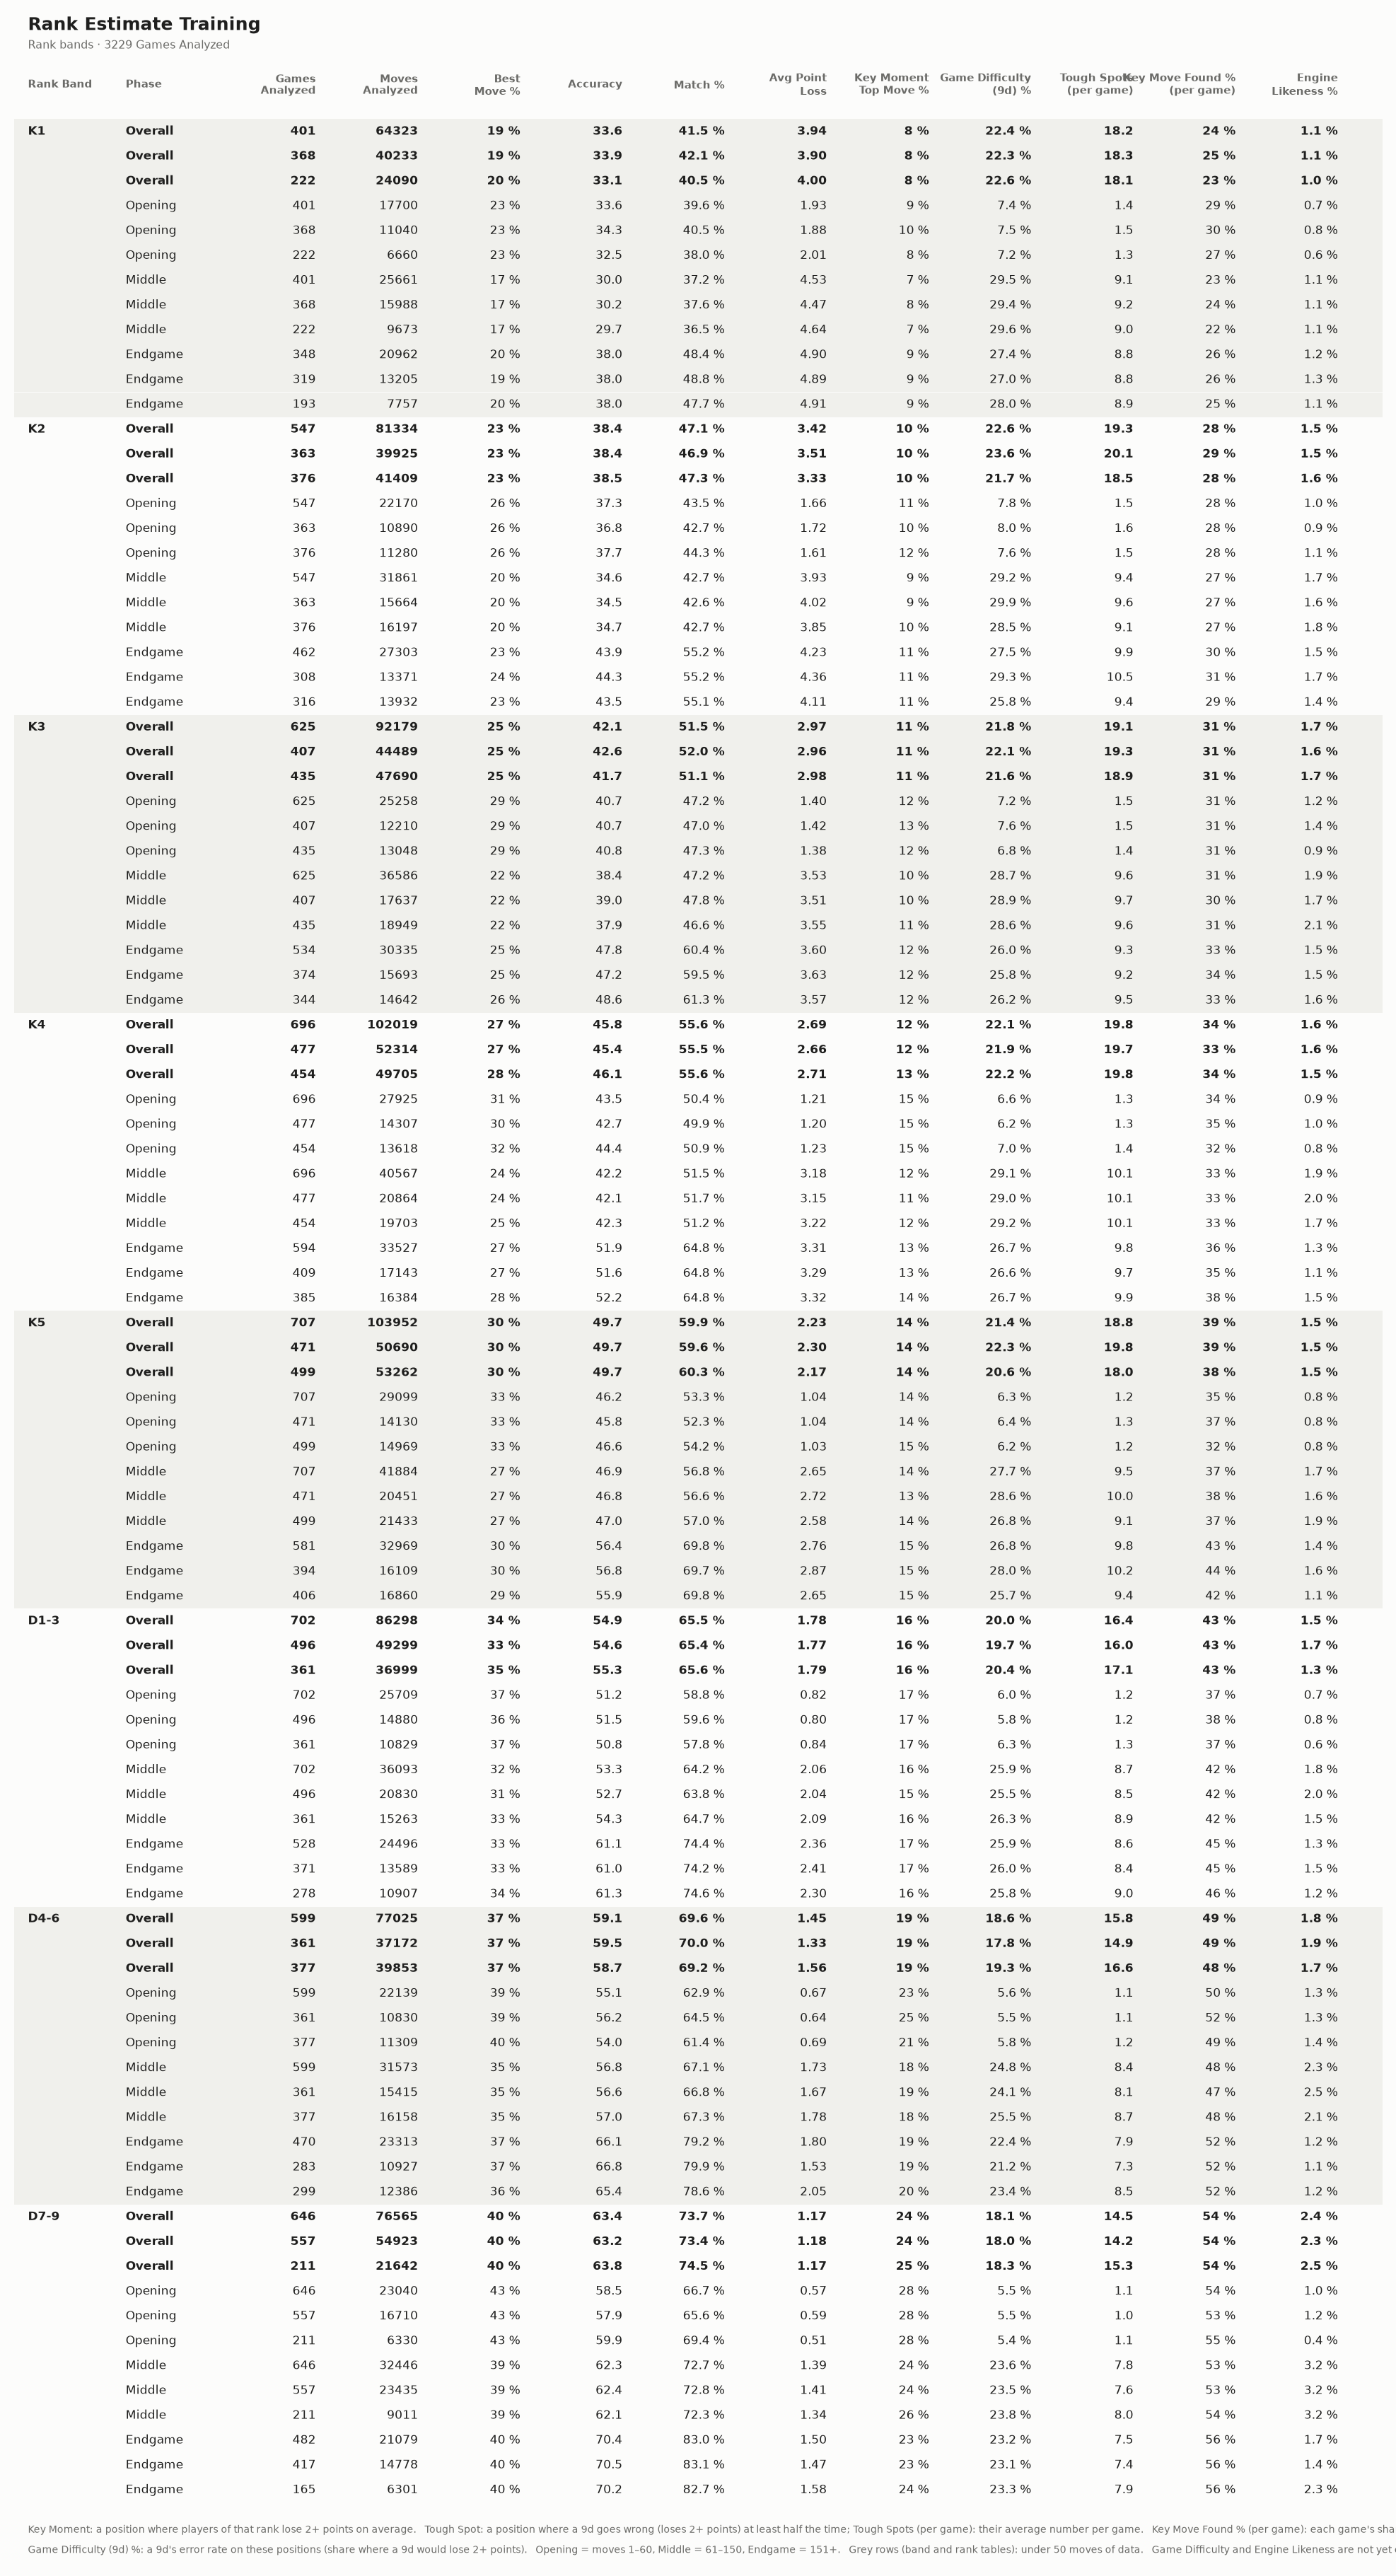 Rank Estimate Training
Rank bands · 3229 Games Analyzed
Rank Band Phase Games Analyzed Moves Analyzed Best Move % Accuracy Match % Avg Point Loss Key Moment Top Move % Game Difficulty (9d) % Tough Spots (per game) Key Move Found % (per game) Engine Likeness %
K1 Overall 401 64323 19 % 33.6 41.5 % 3.94 8 % 22.4 % 18.2 24 % 1.1 %
Overall 368 40233 19 % 33.9 42.1 % 3.90 8 % 22.3 % 18.3 25 % 1.1 %
Overall 222 24090 20 % 33.1 40.5 % 4.00 8 % 22.6 % 18.1 23 % 1.0 %
Opening 401 17700 23 % 33.6 39.6 % 1.93 9 % 7.4 % 1.4 29 % 0.7 %
Opening 368 11040 23 % 34.3 40.5 % 1.88 10 % 7.5 % 1.5 30 % 0.8 %
Opening 222 6660 23 % 32.5 38.0 % 2.01 8 % 7.2 % 1.3 27 % 0.6 %
Middle 401 25661 17 % 30.0 37.2 % 4.53 7 % 29.5 % 9.1 23 % 1.1 %
Middle 368 15988 17 % 30.2 37.6 % 4.47 8 % 29.4 % 9.2 24 % 1.1 %
Middle 222 9673 17 % 29.7 36.5 % 4.64 7 % 29.6 % 9.0 22 % 1.1 %
Endgame 348 20962 20 % 38.0 48.4 % 4.90 9 % 27.4 % 8.8 26 % 1.2 %
Endgame 319 13205 19 % 38.0 48.8 % 4.89 9 % 27.0 % 8.8 26 % 1.3 %
Endgame 193 7757 20 % 38.0 47.7 % 4.91 9 % 28.0 % 8.9 25 % 1.1 %
K2 Overall 547 81334 23 % 38.4 47.1 % 3.42 10 % 22.6 % 19.3 28 % 1.5 %
Overall 363 39925 23 % 38.4 46.9 % 3.51 10 % 23.6 % 20.1 29 % 1.5 %
Overall 376 41409 23 % 38.5 47.3 % 3.33 10 % 21.7 % 18.5 28 % 1.6 %
Opening 547 22170 26 % 37.3 43.5 % 1.66 11 % 7.8 % 1.5 28 % 1.0 %
Opening 363 10890 26 % 36.8 42.7 % 1.72 10 % 8.0 % 1.6 28 % 0.9 %
Opening 376 11280 26 % 37.7 44.3 % 1.61 12 % 7.6 % 1.5 28 % 1.1 %
Middle 547 31861 20 % 34.6 42.7 % 3.93 9 % 29.2 % 9.4 27 % 1.7 %
Middle 363 15664 20 % 34.5 42.6 % 4.02 9 % 29.9 % 9.6 27 % 1.6 %
Middle 376 16197 20 % 34.7 42.7 % 3.85 10 % 28.5 % 9.1 27 % 1.8 %
Endgame 462 27303 23 % 43.9 55.2 % 4.23 11 % 27.5 % 9.9 30 % 1.5 %
Endgame 308 13371 24 % 44.3 55.2 % 4.36 11 % 29.3 % 10.5 31 % 1.7 %
Endgame 316 13932 23 % 43.5 55.1 % 4.11 11 % 25.8 % 9.4 29 % 1.4 %
K3 Overall 625 92179 25 % 42.1 51.5 % 2.97 11 % 21.8 % 19.1 31 % 1.7 %
Overall 407 44489 25 % 42.6 52.0 % 2.96 11 % 22.1 % 19.3 31 % 1.6 %
Overall 435 47690 25 % 41.7 51.1 % 2.98 11 % 21.6 % 18.9 31 % 1.7 %
Opening 625 25258 29 % 40.7 47.2 % 1.40 12 % 7.2 % 1.5 31 % 1.2 %
Opening 407 12210 29 % 40.7 47.0 % 1.42 13 % 7.6 % 1.5 31 % 1.4 %
Opening 435 13048 29 % 40.8 47.3 % 1.38 12 % 6.8 % 1.4 31 % 0.9 %
Middle 625 36586 22 % 38.4 47.2 % 3.53 10 % 28.7 % 9.6 31 % 1.9 %
Middle 407 17637 22 % 39.0 47.8 % 3.51 10 % 28.9 % 9.7 30 % 1.7 %
Middle 435 18949 22 % 37.9 46.6 % 3.55 11 % 28.6 % 9.6 31 % 2.1 %
Endgame 534 30335 25 % 47.8 60.4 % 3.60 12 % 26.0 % 9.3 33 % 1.5 %
Endgame 374 15693 25 % 47.2 59.5 % 3.63 12 % 25.8 % 9.2 34 % 1.5 %
Endgame 344 14642 26 % 48.6 61.3 % 3.57 12 % 26.2 % 9.5 33 % 1.6 %
K4 Overall 696 102019 27 % 45.8 55.6 % 2.69 12 % 22.1 % 19.8 34 % 1.6 %
Overall 477 52314 27 % 45.4 55.5 % 2.66 12 % 21.9 % 19.7 33 % 1.6 %
Overall 454 49705 28 % 46.1 55.6 % 2.71 13 % 22.2 % 19.8 34 % 1.5 %
Opening 696 27925 31 % 43.5 50.4 % 1.21 15 % 6.6 % 1.3 34 % 0.9 %
Opening 477 14307 30 % 42.7 49.9 % 1.20 15 % 6.2 % 1.3 35 % 1.0 %
Opening 454 13618 32 % 44.4 50.9 % 1.23 15 % 7.0 % 1.4 32 % 0.8 %
Middle 696 40567 24 % 42.2 51.5 % 3.18 12 % 29.1 % 10.1 33 % 1.9 %
Middle 477 20864 24 % 42.1 51.7 % 3.15 11 % 29.0 % 10.1 33 % 2.0 %
Middle 454 19703 25 % 42.3 51.2 % 3.22 12 % 29.2 % 10.1 33 % 1.7 %
Endgame 594 33527 27 % 51.9 64.8 % 3.31 13 % 26.7 % 9.8 36 % 1.3 %
Endgame 409 17143 27 % 51.6 64.8 % 3.29 13 % 26.6 % 9.7 35 % 1.1 %
Endgame 385 16384 28 % 52.2 64.8 % 3.32 14 % 26.7 % 9.9 38 % 1.5 %
K5 Overall 707 103952 30 % 49.7 59.9 % 2.23 14 % 21.4 % 18.8 39 % 1.5 %
Overall 471 50690 30 % 49.7 59.6 % 2.30 14 % 22.3 % 19.8 39 % 1.5 %
Overall 499 53262 30 % 49.7 60.3 % 2.17 14 % 20.6 % 18.0 38 % 1.5 %
Opening 707 29099 33 % 46.2 53.3 % 1.04 14 % 6.3 % 1.2 35 % 0.8 %
Opening 471 14130 33 % 45.8 52.3 % 1.04 14 % 6.4 % 1.3 37 % 0.8 %
Opening 499 14969 33 % 46.6 54.2 % 1.03 15 % 6.2 % 1.2 32 % 0.8 %
Middle 707 41884 27 % 46.9 56.8 % 2.65 14 % 27.7 % 9.5 37 % 1.7 %
Middle 471 20451 27 % 46.8 56.6 % 2.72 13 % 28.6 % 10.0 38 % 1.6 %
Middle 499 21433 27 % 47.0 57.0 % 2.58 14 % 26.8 % 9.1 37 % 1.9 %
Endgame 581 32969 30 % 56.4 69.8 % 2.76 15 % 26.8 % 9.8 43 % 1.4 %
Endgame 394 16109 30 % 56.8 69.7 % 2.87 15 % 28.0 % 10.2 44 % 1.6 %
Endgame 406 16860 29 % 55.9 69.8 % 2.65 15 % 25.7 % 9.4 42 % 1.1 %
D1-3 Overall 702 86298 34 % 54.9 65.5 % 1.78 16 % 20.0 % 16.4 43 % 1.5 %
Overall 496 49299 33 % 54.6 65.4 % 1.77 16 % 19.7 % 16.0 43 % 1.7 %
Overall 361 36999 35 % 55.3 65.6 % 1.79 16 % 20.4 % 17.1 43 % 1.3 %
Opening 702 25709 37 % 51.2 58.8 % 0.82 17 % 6.0 % 1.2 37 % 0.7 %
Opening 496 14880 36 % 51.5 59.6 % 0.80 17 % 5.8 % 1.2 38 % 0.8 %
Opening 361 10829 37 % 50.8 57.8 % 0.84 17 % 6.3 % 1.3 37 % 0.6 %
Middle 702 36093 32 % 53.3 64.2 % 2.06 16 % 25.9 % 8.7 42 % 1.8 %
Middle 496 20830 31 % 52.7 63.8 % 2.04 15 % 25.5 % 8.5 42 % 2.0 %
Middle 361 15263 33 % 54.3 64.7 % 2.09 16 % 26.3 % 8.9 42 % 1.5 %
Endgame 528 24496 33 % 61.1 74.4 % 2.36 17 % 25.9 % 8.6 45 % 1.3 %
Endgame 371 13589 33 % 61.0 74.2 % 2.41 17 % 26.0 % 8.4 45 % 1.5 %
Endgame 278 10907 34 % 61.3 74.6 % 2.30 16 % 25.8 % 9.0 46 % 1.2 %
D4-6 Overall 599 77025 37 % 59.1 69.6 % 1.45 19 % 18.6 % 15.8 49 % 1.8 %
Overall 361 37172 37 % 59.5 70.0 % 1.33 19 % 17.8 % 14.9 49 % 1.9 %
Overall 377 39853 37 % 58.7 69.2 % 1.56 19 % 19.3 % 16.6 48 % 1.7 %
Opening 599 22139 39 % 55.1 62.9 % 0.67 23 % 5.6 % 1.1 50 % 1.3 %
Opening 361 10830 39 % 56.2 64.5 % 0.64 25 % 5.5 % 1.1 52 % 1.3 %
Opening 377 11309 40 % 54.0 61.4 % 0.69 21 % 5.8 % 1.2 49 % 1.4 %
Middle 599 31573 35 % 56.8 67.1 % 1.73 18 % 24.8 % 8.4 48 % 2.3 %
Middle 361 15415 35 % 56.6 66.8 % 1.67 19 % 24.1 % 8.1 47 % 2.5 %
Middle 377 16158 35 % 57.0 67.3 % 1.78 18 % 25.5 % 8.7 48 % 2.1 %
Endgame 470 23313 37 % 66.1 79.2 % 1.80 19 % 22.4 % 7.9 52 % 1.2 %
Endgame 283 10927 37 % 66.8 79.9 % 1.53 19 % 21.2 % 7.3 52 % 1.1 %
Endgame 299 12386 36 % 65.4 78.6 % 2.05 20 % 23.4 % 8.5 52 % 1.2 %
D7-9 Overall 646 76565 40 % 63.4 73.7 % 1.17 24 % 18.1 % 14.5 54 % 2.4 %
Overall 557 54923 40 % 63.2 73.4 % 1.18 24 % 18.0 % 14.2 54 % 2.3 %
Overall 211 21642 40 % 63.8 74.5 % 1.17 25 % 18.3 % 15.3 54 % 2.5 %
Opening 646 23040 43 % 58.5 66.7 % 0.57 28 % 5.5 % 1.1 54 % 1.0 %
Opening 557 16710 43 % 57.9 65.6 % 0.59 28 % 5.5 % 1.0 53 % 1.2 %
Opening 211 6330 43 % 59.9 69.4 % 0.51 28 % 5.4 % 1.1 55 % 0.4 %
Middle 646 32446 39 % 62.3 72.7 % 1.39 24 % 23.6 % 7.8 53 % 3.2 %
Middle 557 23435 39 % 62.4 72.8 % 1.41 24 % 23.5 % 7.6 53 % 3.2 %
Middle 211 9011 39 % 62.1 72.3 % 1.34 26 % 23.8 % 8.0 54 % 3.2 %
Endgame 482 21079 40 % 70.4 83.0 % 1.50 23 % 23.2 % 7.5 56 % 1.7 %
Endgame 417 14778 40 % 70.5 83.1 % 1.47 23 % 23.1 % 7.4 56 % 1.4 %
Endgame 165 6301 40 % 70.2 82.7 % 1.58 24 % 23.3 % 7.9 56 % 2.3 %
Key Moment: a position where players of that rank lose 2+ points on average. Tough Spot: a position where a 9d goes wrong (loses 2+ points) at least half the time; Tough Spots (per game): their average number per game. Key Move Found % (per game): each game's
Game Difficulty (9d) %: a 9d's error rate on these positions (share where a 9d would lose 2+ points). Opening = moves 1–60, Middle = 61–150, Endgame = 151+. Grey rows (band and rank tables): under 50 moves of data. Game Difficulty and Engine Likeness are not yet